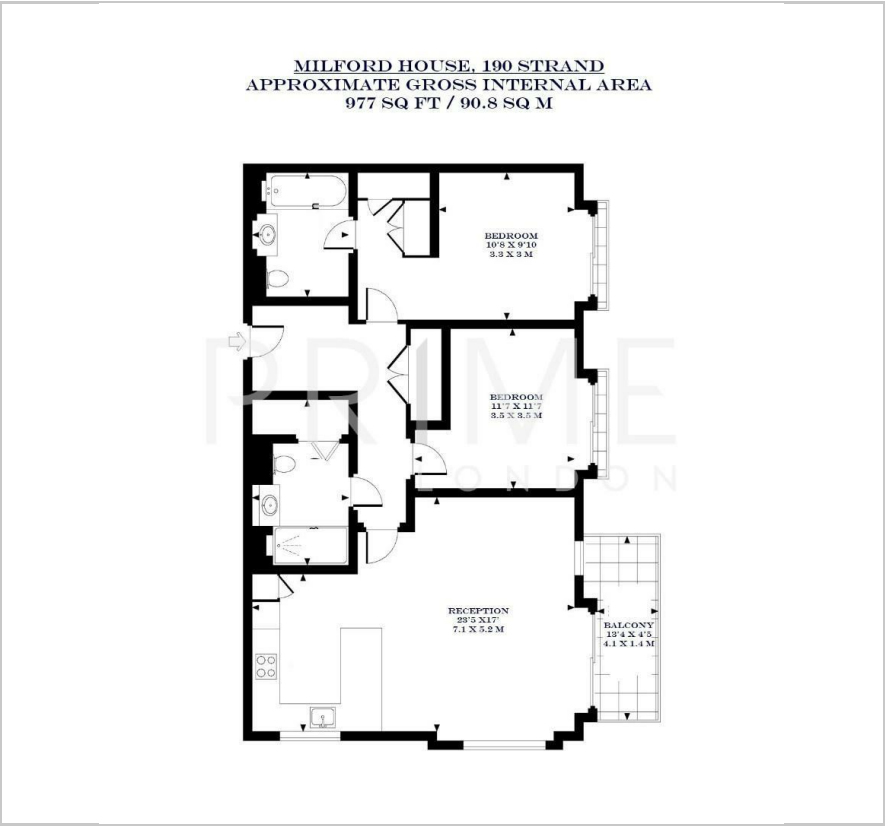 MILFORD HOUSE, 190 STRAND
APPROXIMATE GROSS INTERNAL AREA
977 SQ FT / 90.8 SQ M
BEDROOM
10'8 X 9'10
3.3 X 3 M
PRIME
LONDON
BEDROOM
11'7 X 11'7
3.5 X 3.5 M
RECEPTION
23'5 X17'
7.1 X 5.2 M
BALCONY
13'4 X 4'5
4.1 X 1.4 M